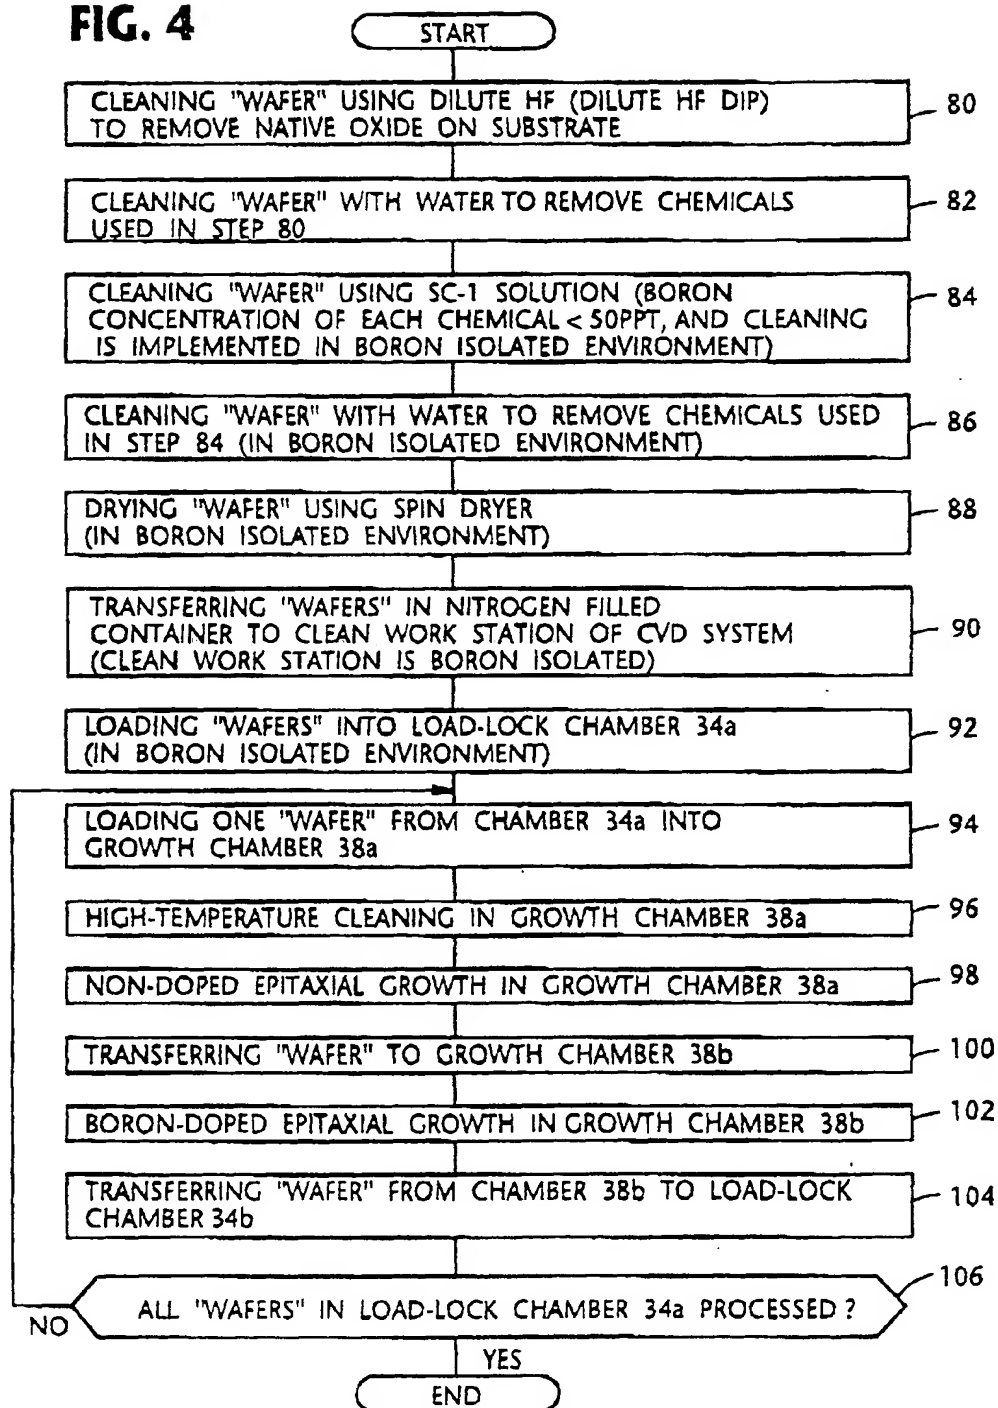 FIG. 4
START
CLEANING "WAFER" USING DILUTE HF (DILUTE HF DIP)
TO REMOVE NATIVE OXIDE ON SUBSTRATE
80
CLEANING "WAFER" WITH WATER TO REMOVE CHEMICALS
USED IN STEP 80
82
CLEANING "WAFER" USING SC-1 SOLUTION (BORON
CONCENTRATION OF EACH CHEMICAL < 50PPT, AND CLEANING
IS IMPLEMENTED IN BORON ISOLATED ENVIRONMENT)
84
CLEANING "WAFER" WITH WATER TO REMOVE CHEMICALS USED
IN STEP 84 (IN BORON ISOLATED ENVIRONMENT)
86
DRYING "WAFER" USING SPIN DRYER
(IN BORON ISOLATED ENVIRONMENT)
88
TRANSFERRING "WAFERS" IN NITROGEN FILLED
CONTAINER TO CLEAN WORK STATION OF CVD SYSTEM
(CLEAN WORK STATION IS BORON ISOLATED)
90
LOADING "WAFERS" INTO LOAD-LOCK CHAMBER 34a
(IN BORON ISOLATED ENVIRONMENT)
92
LOADING ONE "WAFER" FROM CHAMBER 34a INTO
GROWTH CHAMBER 38a
94
HIGH-TEMPERATURE CLEANING IN GROWTH CHAMBER 38a
96
NON-DOPED EPITAXIAL GROWTH IN GROWTH CHAMBER 38a
98
TRANSFERRING "WAFER" TO GROWTH CHAMBER 38b
100
BORON-DOPED EPITAXIAL GROWTH IN GROWTH CHAMBER 38b
102
TRANSFERRING "WAFER" FROM CHAMBER 38b TO LOAD-LOCK
CHAMBER 34b
104
106
ALL "WAFERS" IN LOAD-LOCK CHAMBER 34a PROCESSED ?
NO
YES
END